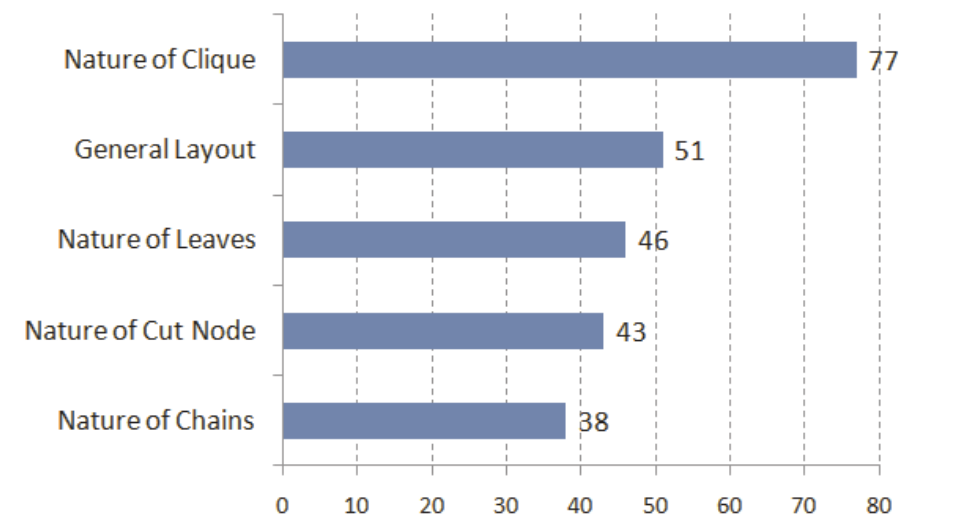 Nature of Clique 77
General Layout 51
Nature of Leaves 46
Nature of Cut Node 43
Nature of Chains 38
0 10 20 30 40 50 60 70 80